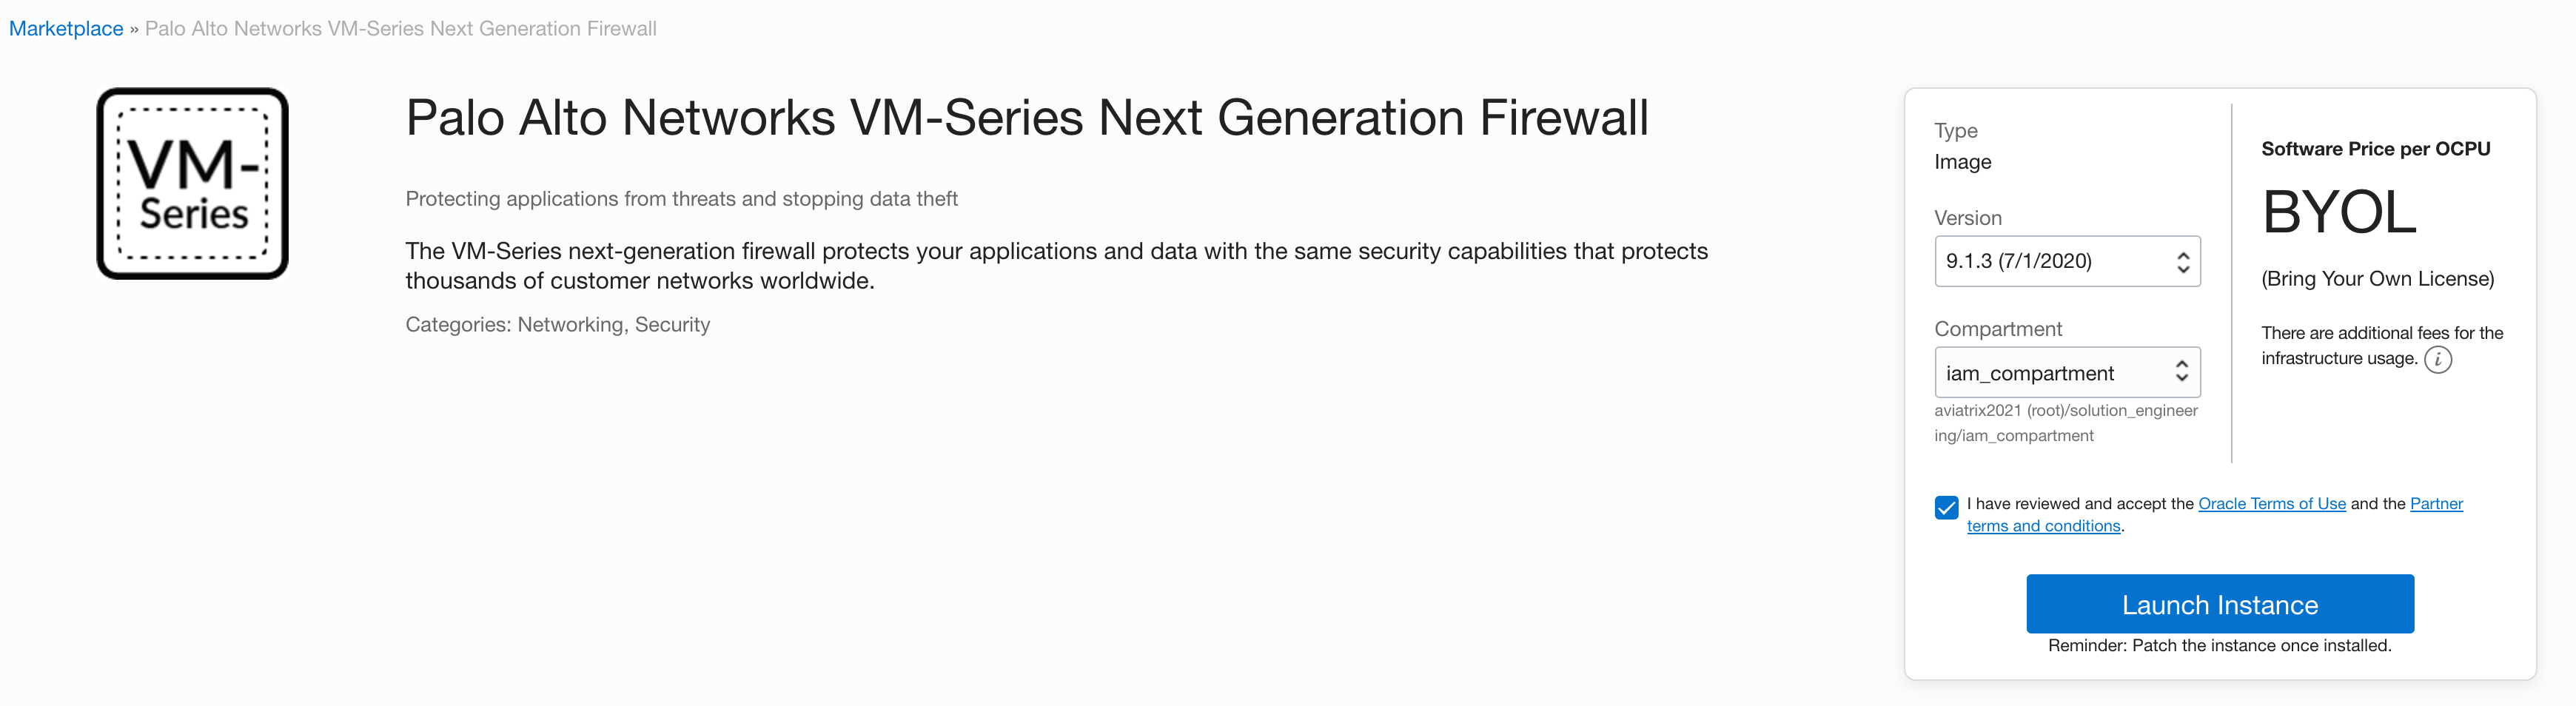 Marketplace » Palo Alto Networks VM-Series Next Generation Firewall
VM-
Series
Palo Alto Networks VM-Series Next Generation Firewall
Protecting applications from threats and stopping data theft
The VM-Series next-generation firewall protects your applications and data with the same security capabilities that protects
thousands of customer networks worldwide.
Categories: Networking, Security
Type
Image
Version
9.1.3 (7/1/2020)
Compartment
iam_compartment
aviatrix2021 (root)/solution_engineer
ing/iam_compartment
Software Price per OCPU
BYOL
(Bring Your Own License)
There are additional fees for the
infrastructure usage. i
I have reviewed and accept the Oracle Terms of Use and the Partner
terms and conditions.
Launch Instance
Reminder: Patch the instance once installed.